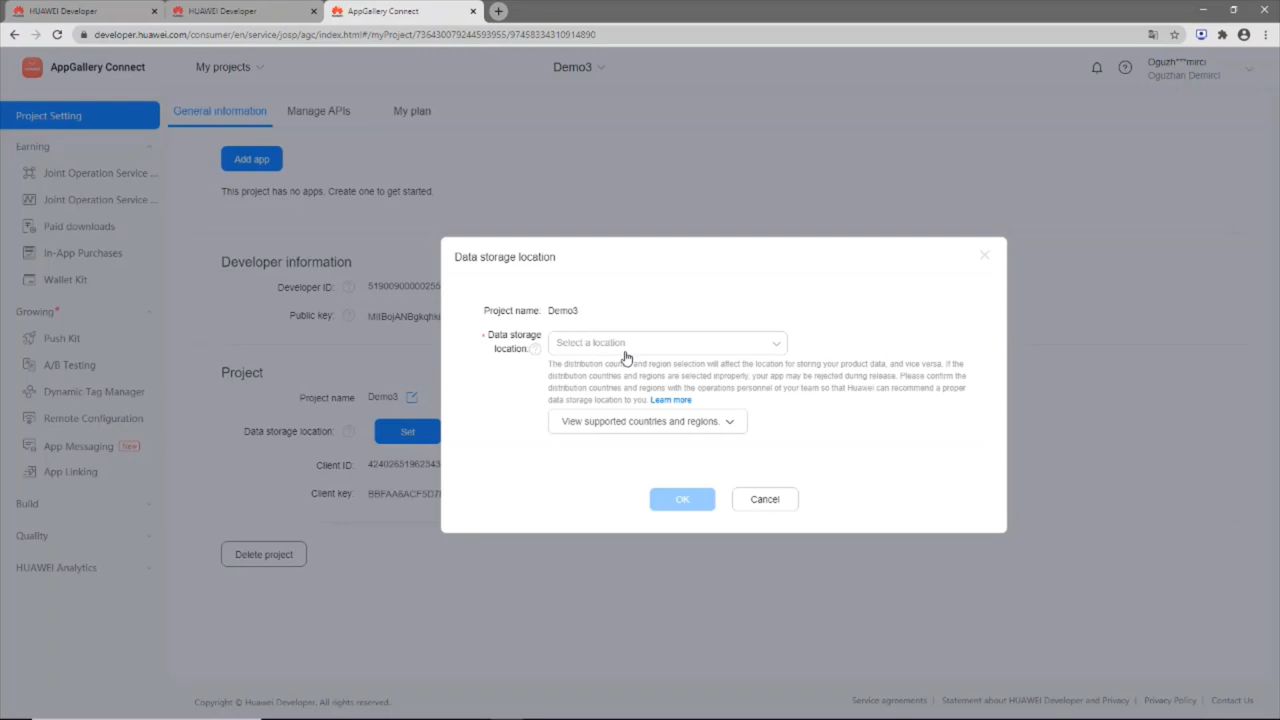 HUAWEI Developer
HUAWEI Developer
AppGallery Connect
developer.huawei.com/consumer/en/service/josp/agc/index.html#/myProject/736430079244593955/97458334310914890
AppGallery Connect
My projects
Demo3
Oguzh***mirci
Oguzhan Demirci
Project Setting
General information
Manage APIs
My plan
Earning
Joint Operation Service ...
Joint Operation Service ...
Paid downloads
In-App Purchases
Wallet Kit
Growing*
Push Kit
A/B Testing
Dynamic Tag Manager
Remote Configuration
App Messaging New
App Linking
Build
Quality
HUAWEI Analytics
Add app
This project has no apps. Create one to get started.
Developer information
Developer ID:
Public key:
Project
Project name Demo3
Data storage location: Set
Client ID: 42402651962343
Client key:
Delete project
Data storage location
Project name: Demo3
* Data storage
location:
Select a location
The distribution and region selection will affect the location for storing your product data, and vice versa. If the
distribution countries and regions are selected inproperly, your app may be rejected during release. Please confirm the
distribution countries and regions with the operations personnel of your team so that Huawei can recommend a proper
data storage location to you. Learn more
View supported countries and regions.
OK
Cancel
Copyright © Huawei Developer. All rights reserved.
Service agreements | Statement about HUAWEI Developer and Privacy | Privacy Policy | Contact Us